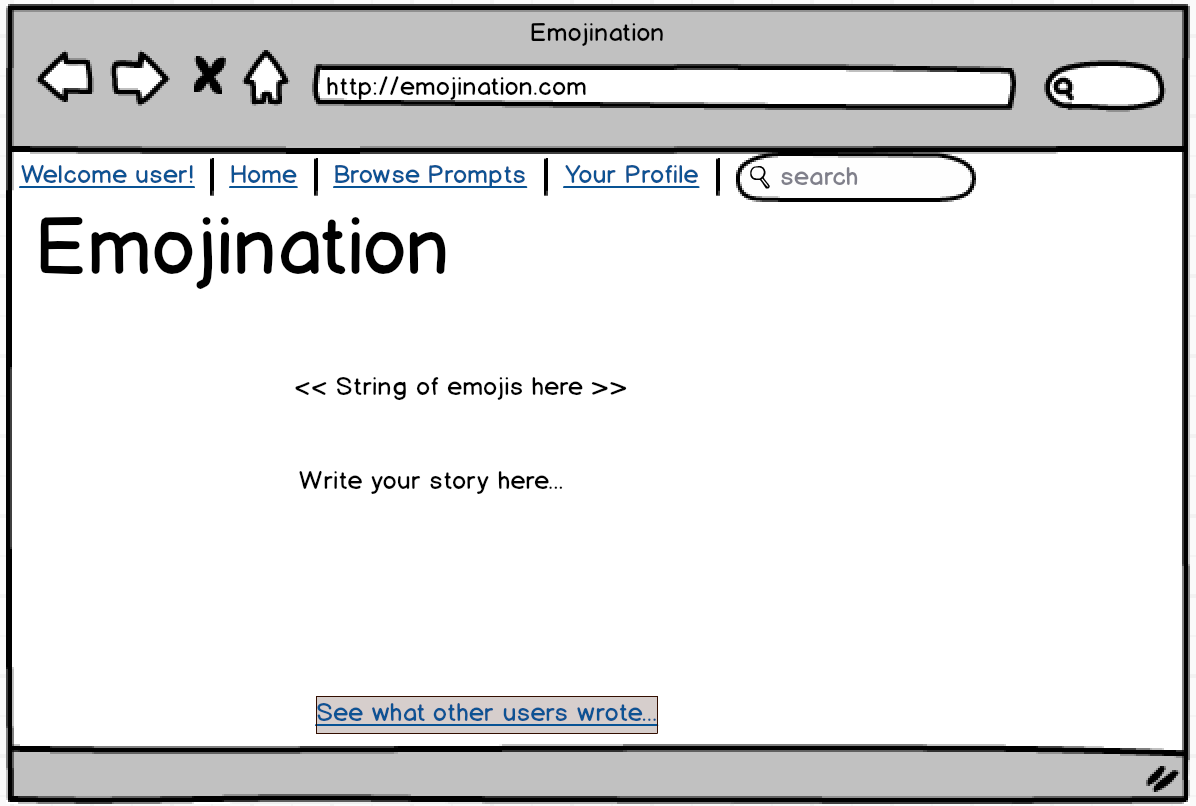 Emojination
http://emojination.com
Welcome user! Home Browse Prompts Your Profile search
Emojination
<< String of emojis here >>
Write your story here...
See what other users wrote...